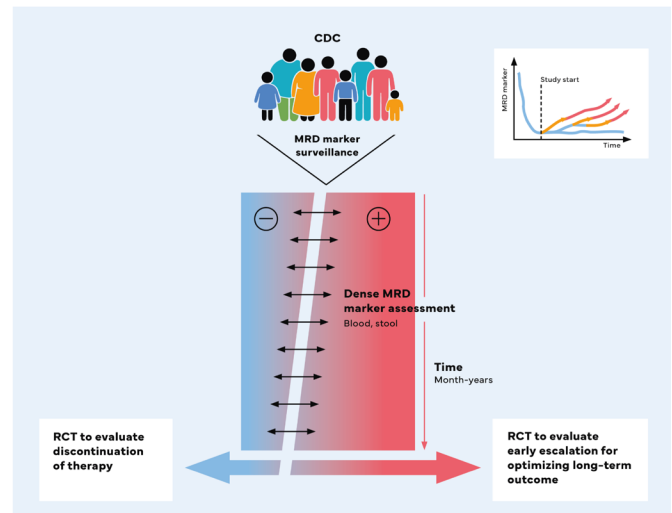 CDC
MRD marker
surveillance
MRD marker
Study start
Time
−
+
Dense MRD
marker assessment
Blood, stool
Time
Month-years
RCT to evaluate
discontinuation
of therapy
RCT to evaluate
early escalation for
optimizing long-term
outcome